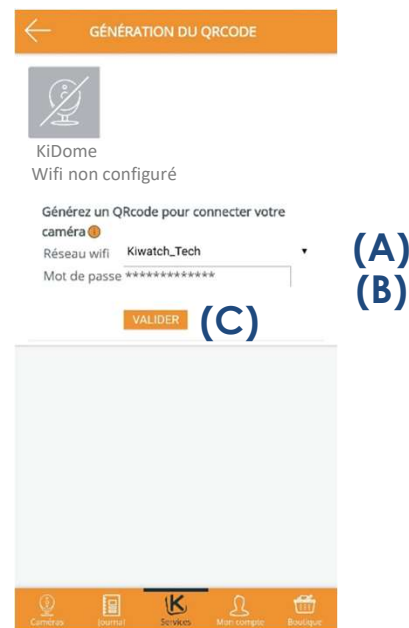 GÉNÉRATION DU QRCODE
KiDome
Wifi non configuré
Générez un QRcode pour connecter votre
caméra i
Réseau wifi Kiwatch_Tech (A)
Mot de passe ************* (B)
VALIDER (C)
Caméras Journal Services Mon compte Boutique